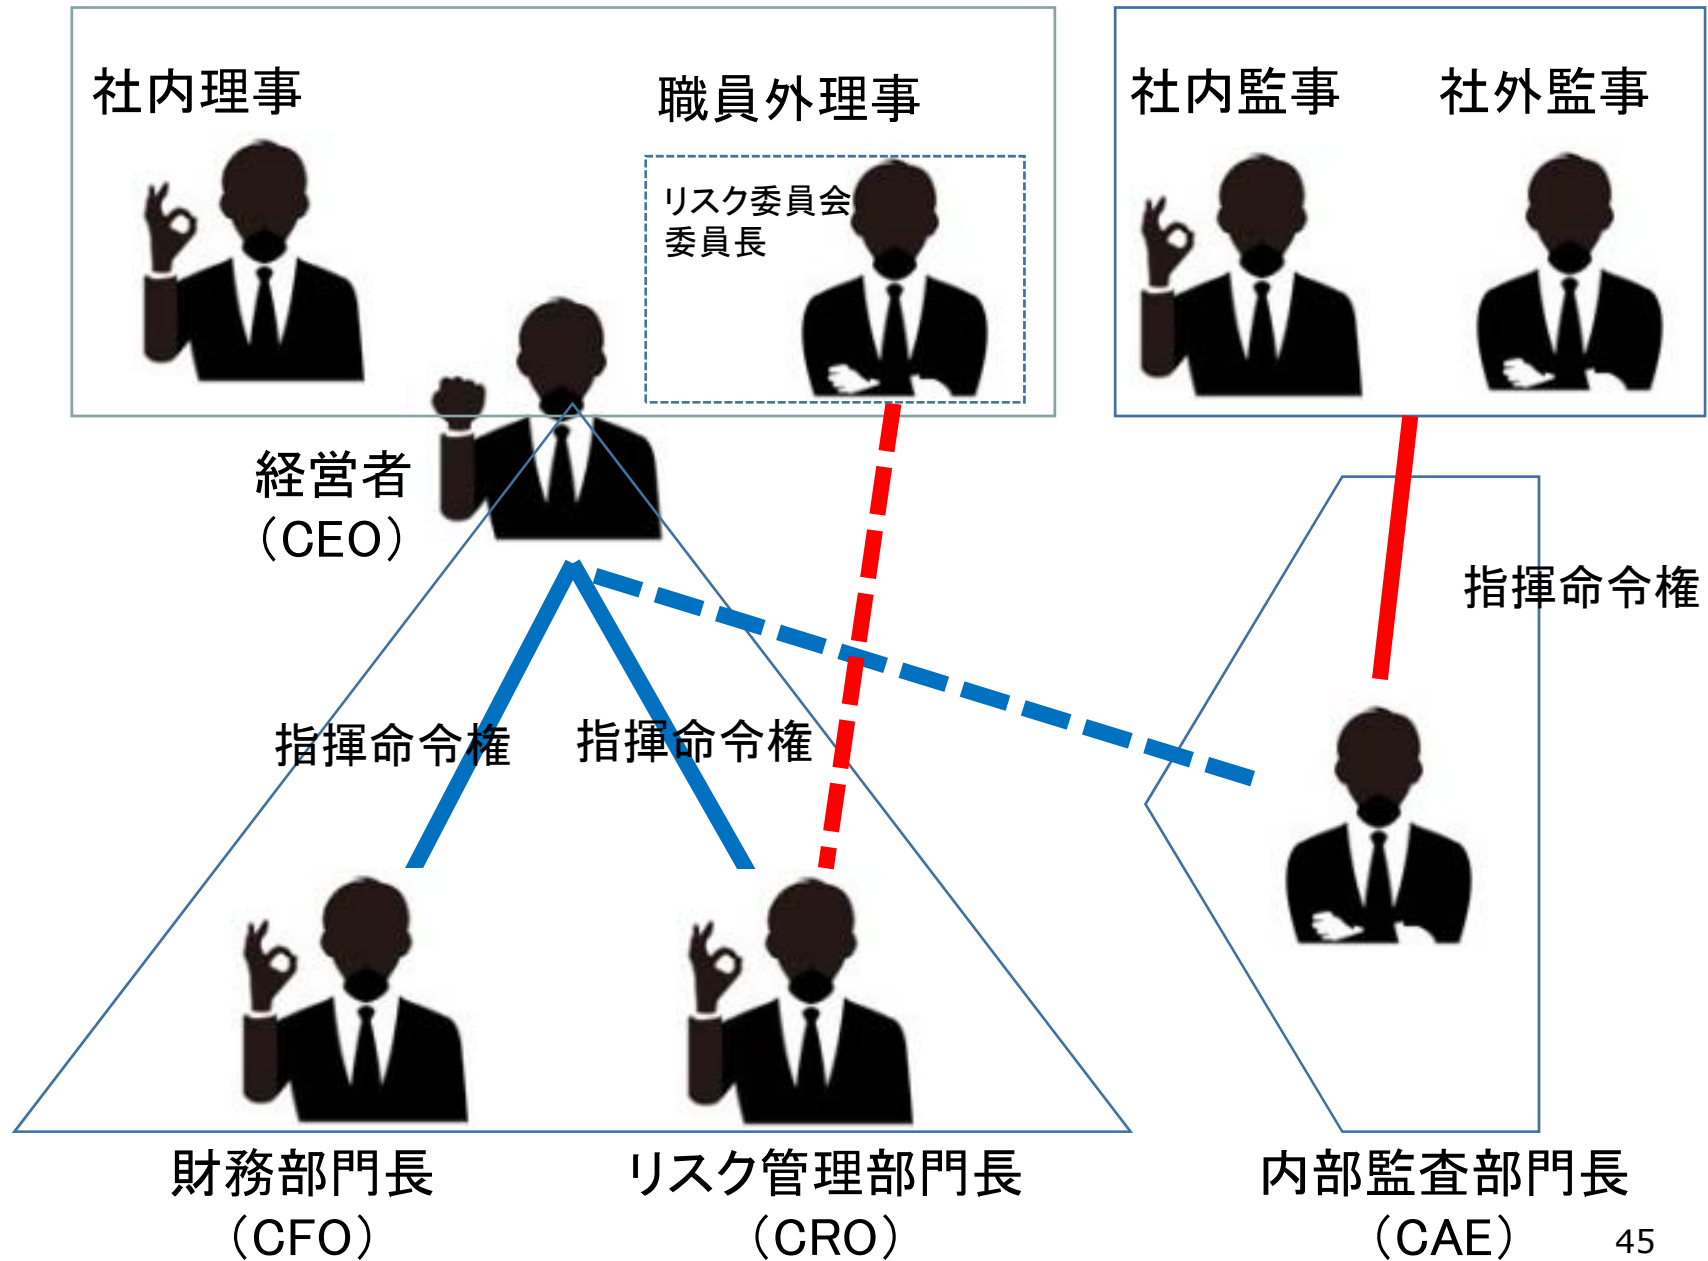 社内理事
職員外理事
社内監事
社外監事
リスク委員会
委員長
経営者
（CEO）
指揮命令権
指揮命令権
指揮命令権
財務部門長
（CFO）
リスク管理部門長
（CRO）
内部監査部門長
（CAE）
45